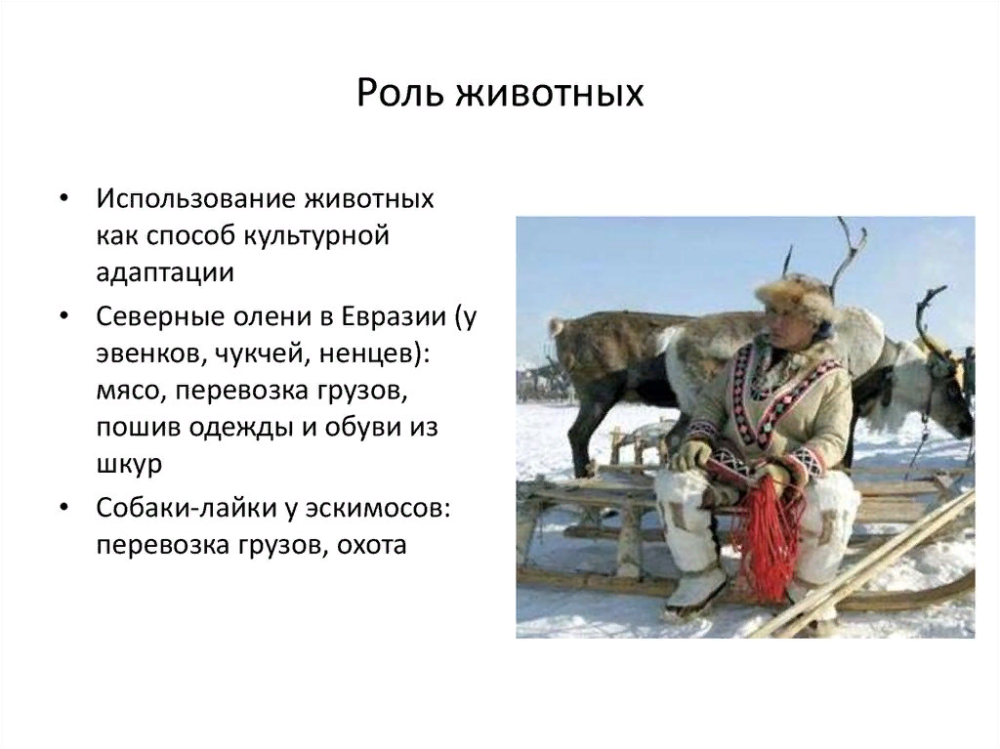 Роль животных
• Использование животных
как способ культурной
адаптации
• Северные олени в Евразии (у
эвенков, чукчей, ненцев):
мясо, перевозка грузов,
пошив одежды и обуви из
шкур
• Собаки-лайки у эскимосов:
перевозка грузов, охота